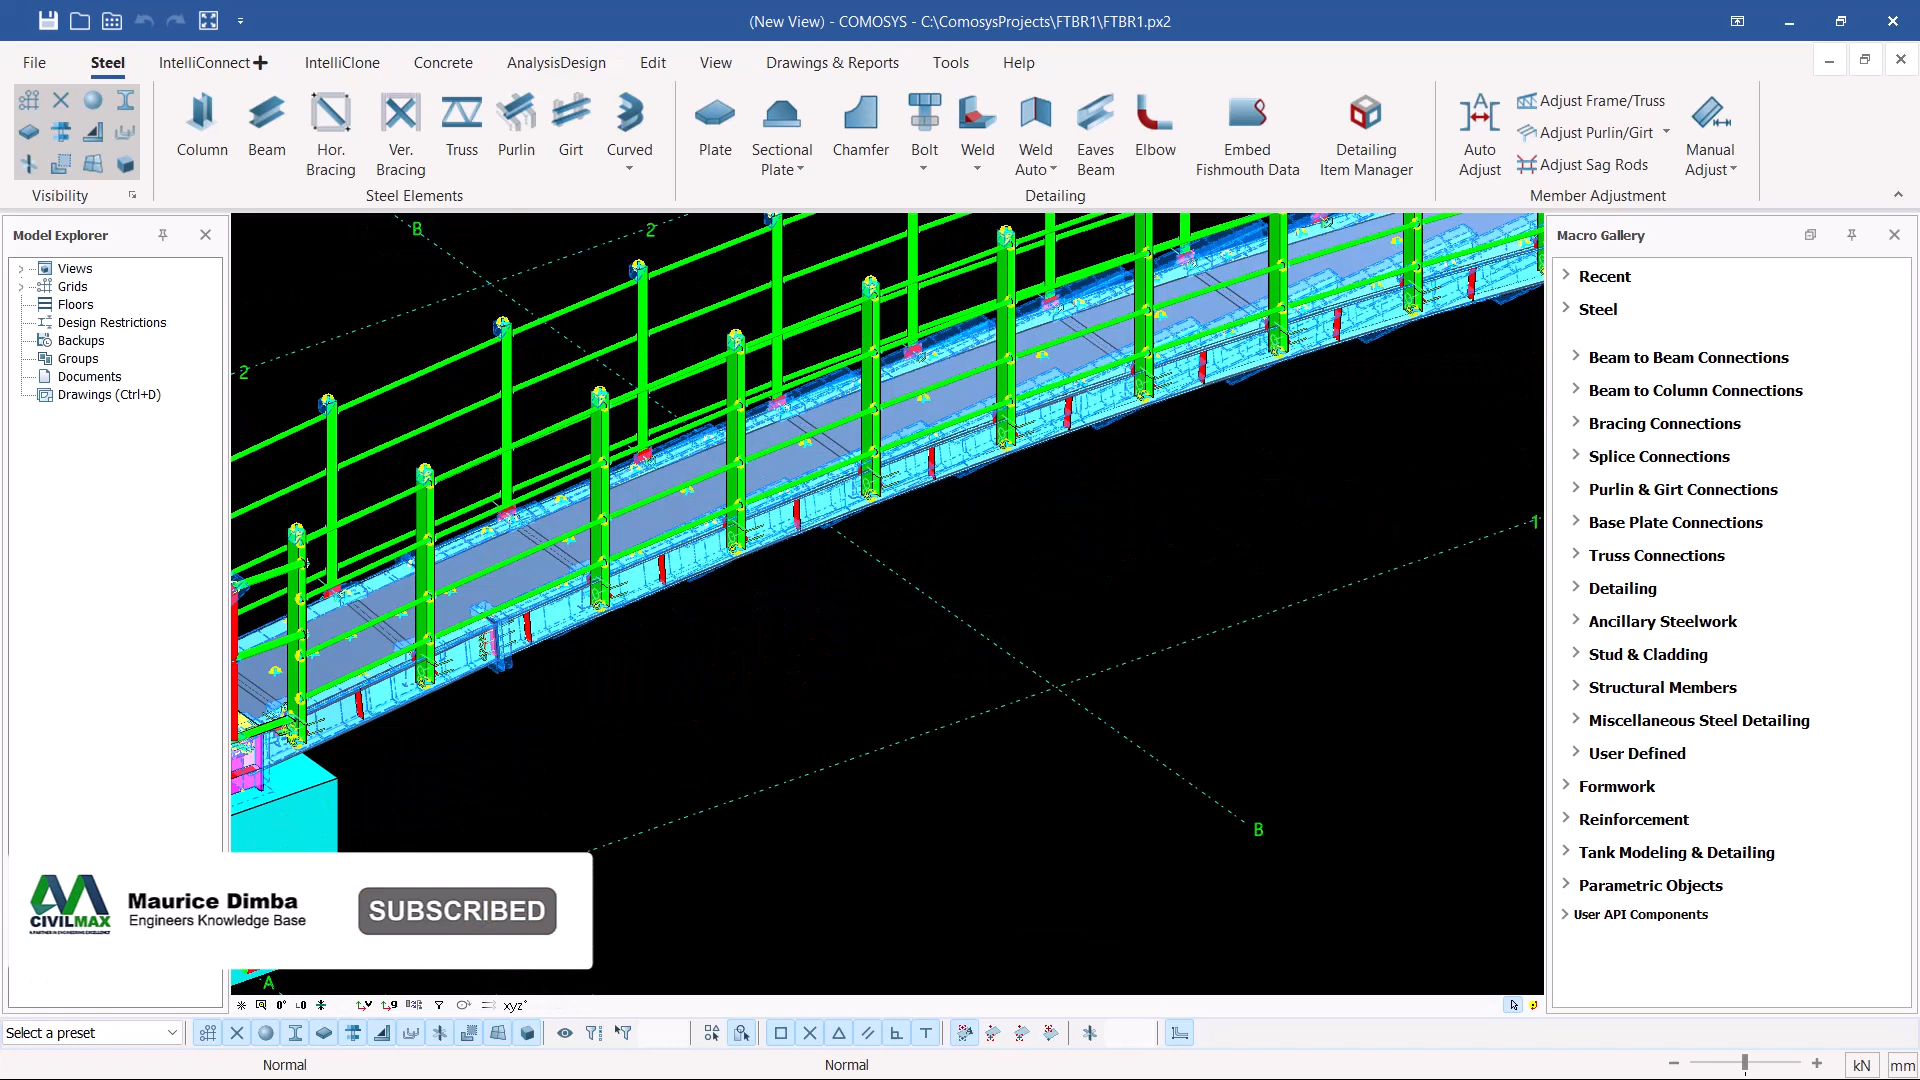 (New View) - COMOSYS - C:\ComosysProjects\FTBR1\FTBR1.px2
File Steel IntelliConnect IntelliClone Concrete AnalysisDesign Edit View Drawings & Reports Tools Help
Column Beam Hor. Bracing Ver. Bracing Truss Purlin Girt Curved
Plate Sectional Plate Chamfer Bolt Weld Weld Auto Eaves Beam Elbow Embed Fishmouth Data Detailing Item Manager
Auto Adjust
Adjust Frame/Truss
Adjust Purlin/Girt
Adjust Sag Rods
Manual Adjust
Visibility Steel Elements Detailing Member Adjustment
Model Explorer
Views
Grids
Floors
Design Restrictions
Backups
Groups
Documents
Drawings (Ctrl+D)
B
2
2
1
B
A
Macro Gallery
Recent
Steel
Beam to Beam Connections
Beam to Column Connections
Bracing Connections
Splice Connections
Purlin & Girt Connections
Base Plate Connections
Truss Connections
Detailing
Ancillary Steelwork
Stud & Cladding
Structural Members
Miscellaneous Steel Detailing
User Defined
Formwork
Reinforcement
Tank Modeling & Detailing
Parametric Objects
User API Components
CIVILMAX
Maurice Dimba
Engineers Knowledge Base
SUBSCRIBED
xyz
Select a preset
Normal Normal kN mm